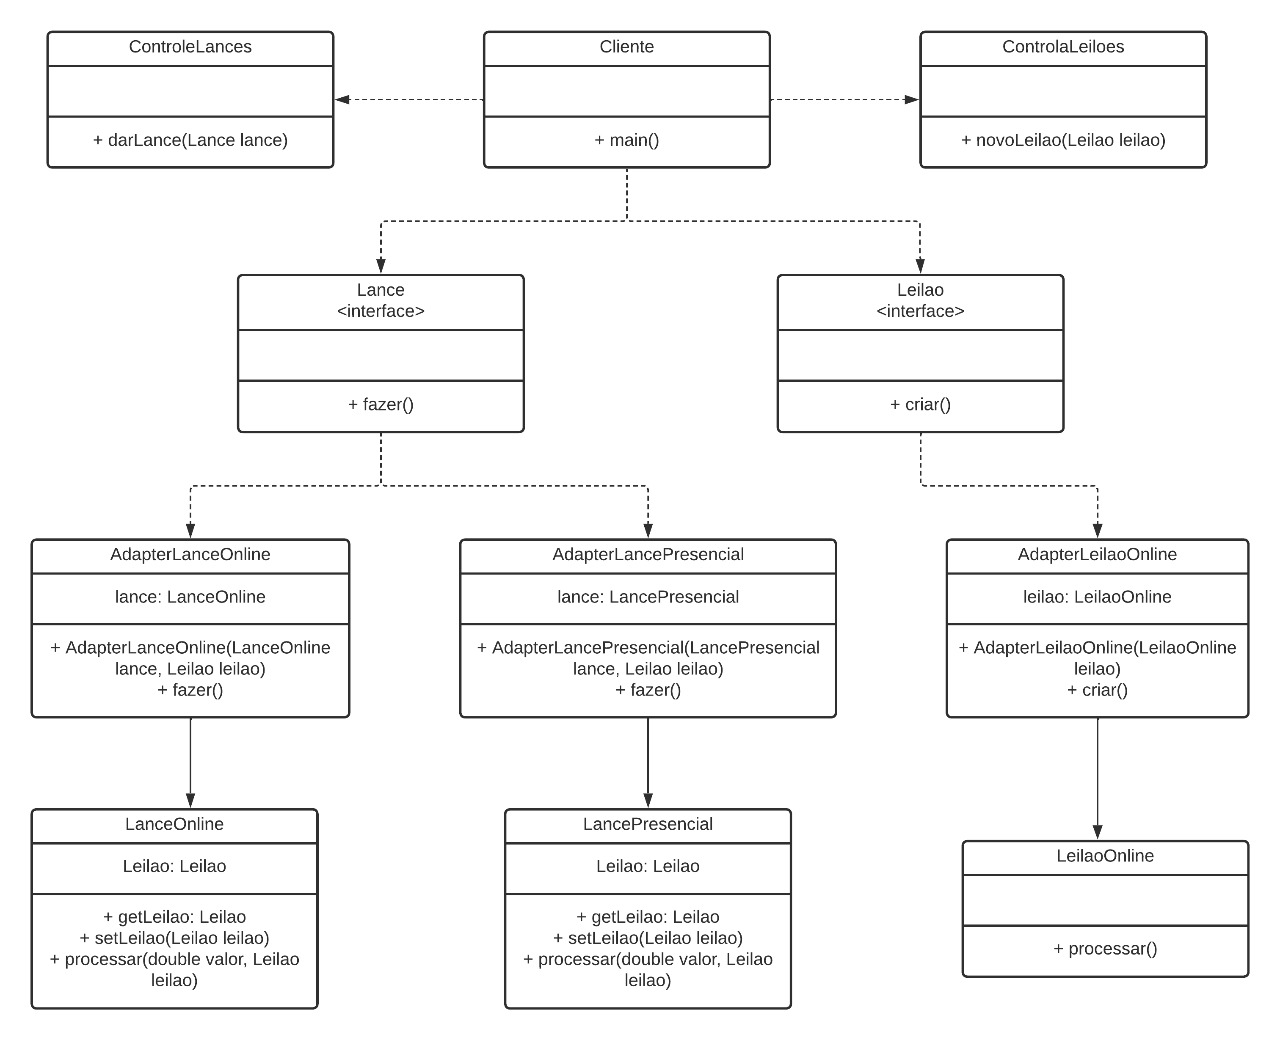 ControleLances
+ darLance(Lance lance)
Cliente
+ main()
ControlaLeiloes
+ novoLeilao(Leilao leilao)
Lance
<interface>
+ fazer()
Leilao
<interface>
+ criar()
AdapterLanceOnline
lance: LanceOnline
+ AdapterLanceOnline(LanceOnline
lance, Leilao leilao)
+ fazer()
AdapterLancePresencial
lance: LancePresencial
+ AdapterLancePresencial(LancePresencial
lance, Leilao leilao)
+ fazer()
AdapterLeilaoOnline
leilao: LeilaoOnline
+ AdapterLeilaoOnline(LeilaoOnline
leilao)
+ criar()
LanceOnline
Leilao: Leilao
+ getLeilao: Leilao
+ setLeilao(Leilao leilao)
+ processar(double valor, Leilao
leilao)
LancePresencial
Leilao: Leilao
+ getLeilao: Leilao
+ setLeilao(Leilao leilao)
+ processar(double valor, Leilao
leilao)
LeilaoOnline
+ processar()